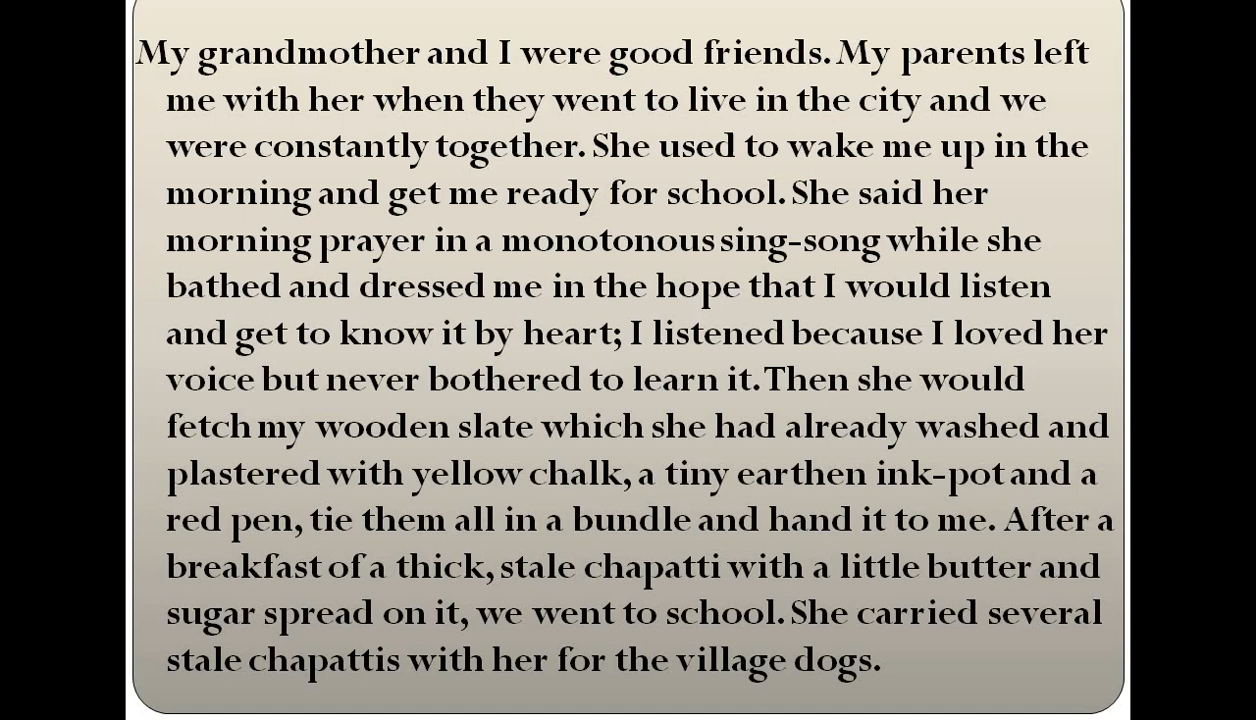 My grandmother and I were good friends. My parents left
me with her when they went to live in the city and we
were constantly together. She used to wake me up in the
morning and get me ready for school. She said her
morning prayer in a monotonous sing-song while she
bathed and dressed me in the hope that I would listen
and get to know it by heart; I listened because I loved her
voice but never bothered to learn it. Then she would
fetch my wooden slate which she had already washed and
plastered with yellow chalk, a tiny earthen ink-pot and a
red pen, tie them all in a bundle and hand it to me. After a
breakfast of a thick, stale chapatti with a little butter and
sugar spread on it, we went to school. She carried several
stale chapattis with her for the village dogs.